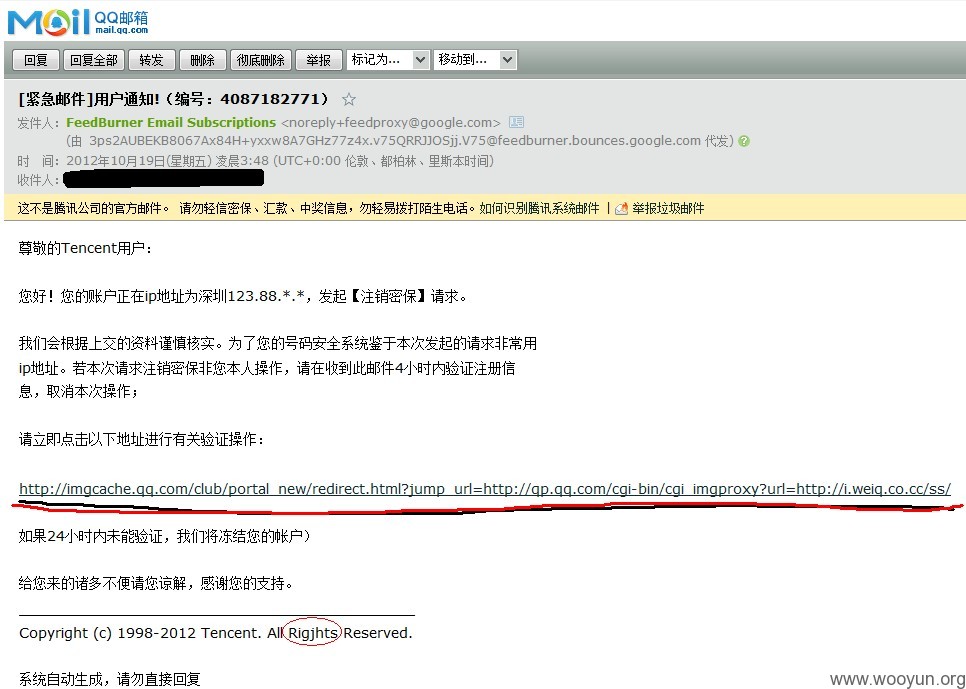 MOil QQ邮箱
mail.qq.com
回复 回复全部 转发 删除 彻底删除 举报 标记为... 移动到...
[紧急邮件]用户通知!（编号：4087182771）
发件人：FeedBurner Email Subscriptions <noreply+feedproxy@google.com>
(由 3ps2AUBEKB8067Ax84H+yxxw8A7GHz77z4x.v75QRRJJOSjj.V75@feedburner.bounces.google.com 代发)
时 间：2012年10月19日(星期五) 凌晨3:48 (UTC+0:00 伦敦、都柏林、里斯本时间)
收件人：
这不是腾讯公司的官方邮件。 请勿轻信密保、汇款、中奖信息，勿轻易拨打陌生电话。如何识别腾讯系统邮件 | 举报垃圾邮件
尊敬的Tencent用户：
您好！您的账户正在ip地址为深圳123.88.*.*，发起【注销密保】请求。
我们会根据上交的资料谨慎核实。为了您的号码安全系统鉴于本次发起的请求非常用
ip地址。若本次请求注销密保非您本人操作，请在收到此邮件4小时内验证注册信
息，取消本次操作；
请立即点击以下地址进行有关验证操作：
http://imgcache.qq.com/club/portal_new/redirect.html?jump_url=http://qp.qq.com/cgi-bin/cgi_imgproxy?url=http://i.weiq.co.cc/ss/
如果24小时内未能验证，我们将冻结您的帐户）
给您来的诸多不便请您谅解，感谢您的支持。
Copyright (c) 1998-2012 Tencent. All Rigjhts Reserved.
系统自动生成，请勿直接回复
www.wooyun.org